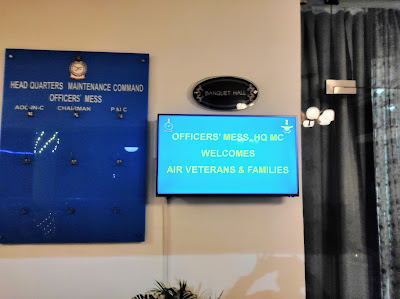 HEAD QUARTERS MAINTENANCE COMMAND
OFFICERS' MESS
AOC-IN-C CHAIRMAN PMC
BANQUET HALL
OFFICERS' MESS, HQ MC
WELCOMES
AIR VETERANS & FAMILIES